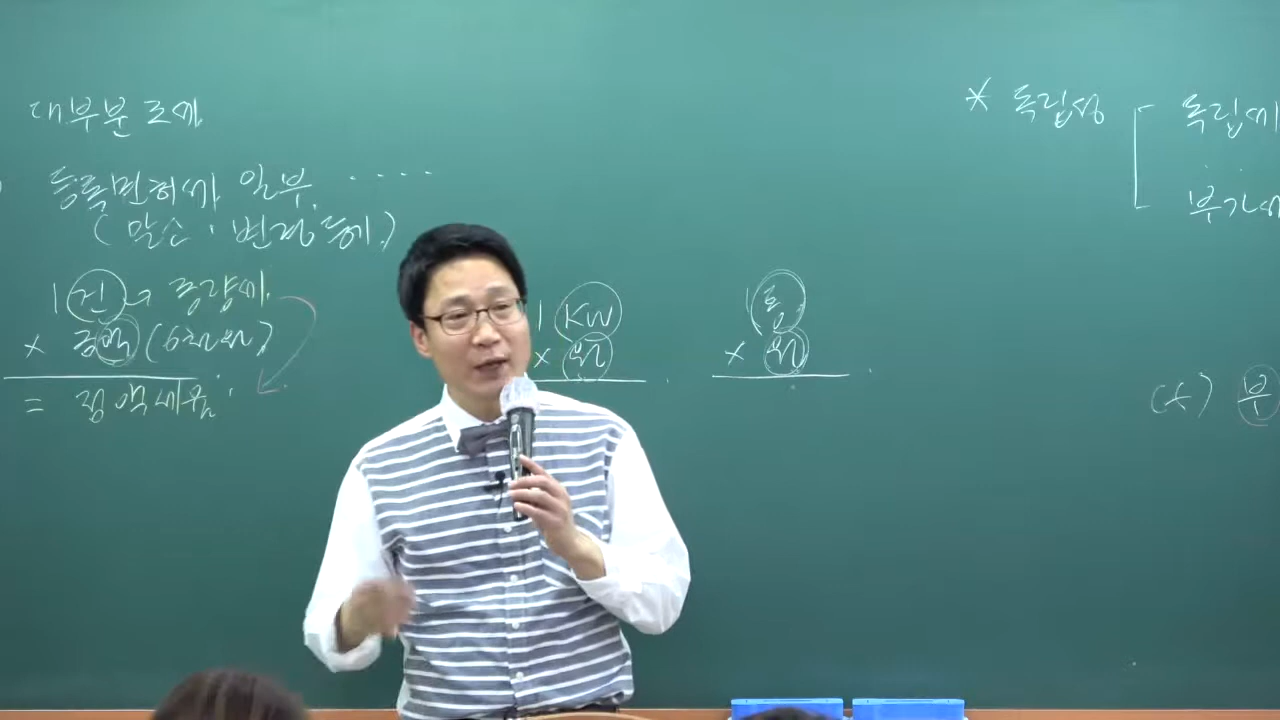 대부분 조세
등록면허세 일부. ....
(말소·변경등기)
1건 → 종량세.
× 금액(6천원)
= 정액세율.
1 KW
× 원
1
× 원
* 독립성
독립세
부가세
(本) 부